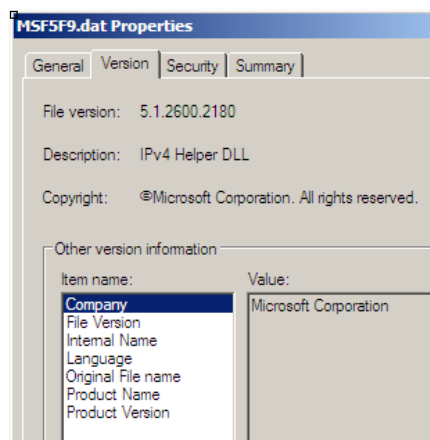 MSF5F9.dat Properties
General Version Security Summary
File version: 5.1.2600.2180
Description: IPv4 Helper DLL
Copyright: ©Microsoft Corporation. All rights reserved.
Other version information
Item name: Value:
Company Microsoft Corporation
File Version
Internal Name
Language
Original File name
Product Name
Product Version